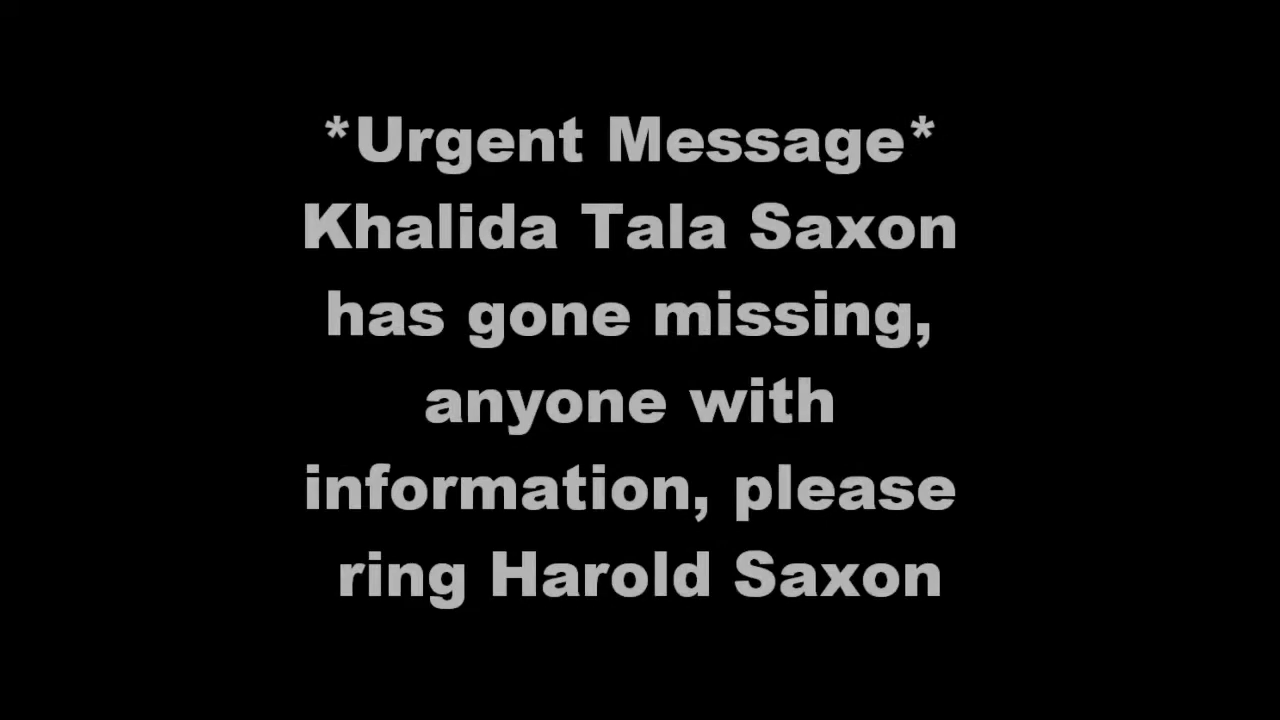 *Urgent Message*
Khalida Tala Saxon
has gone missing,
anyone with
information, please
ring Harold Saxon